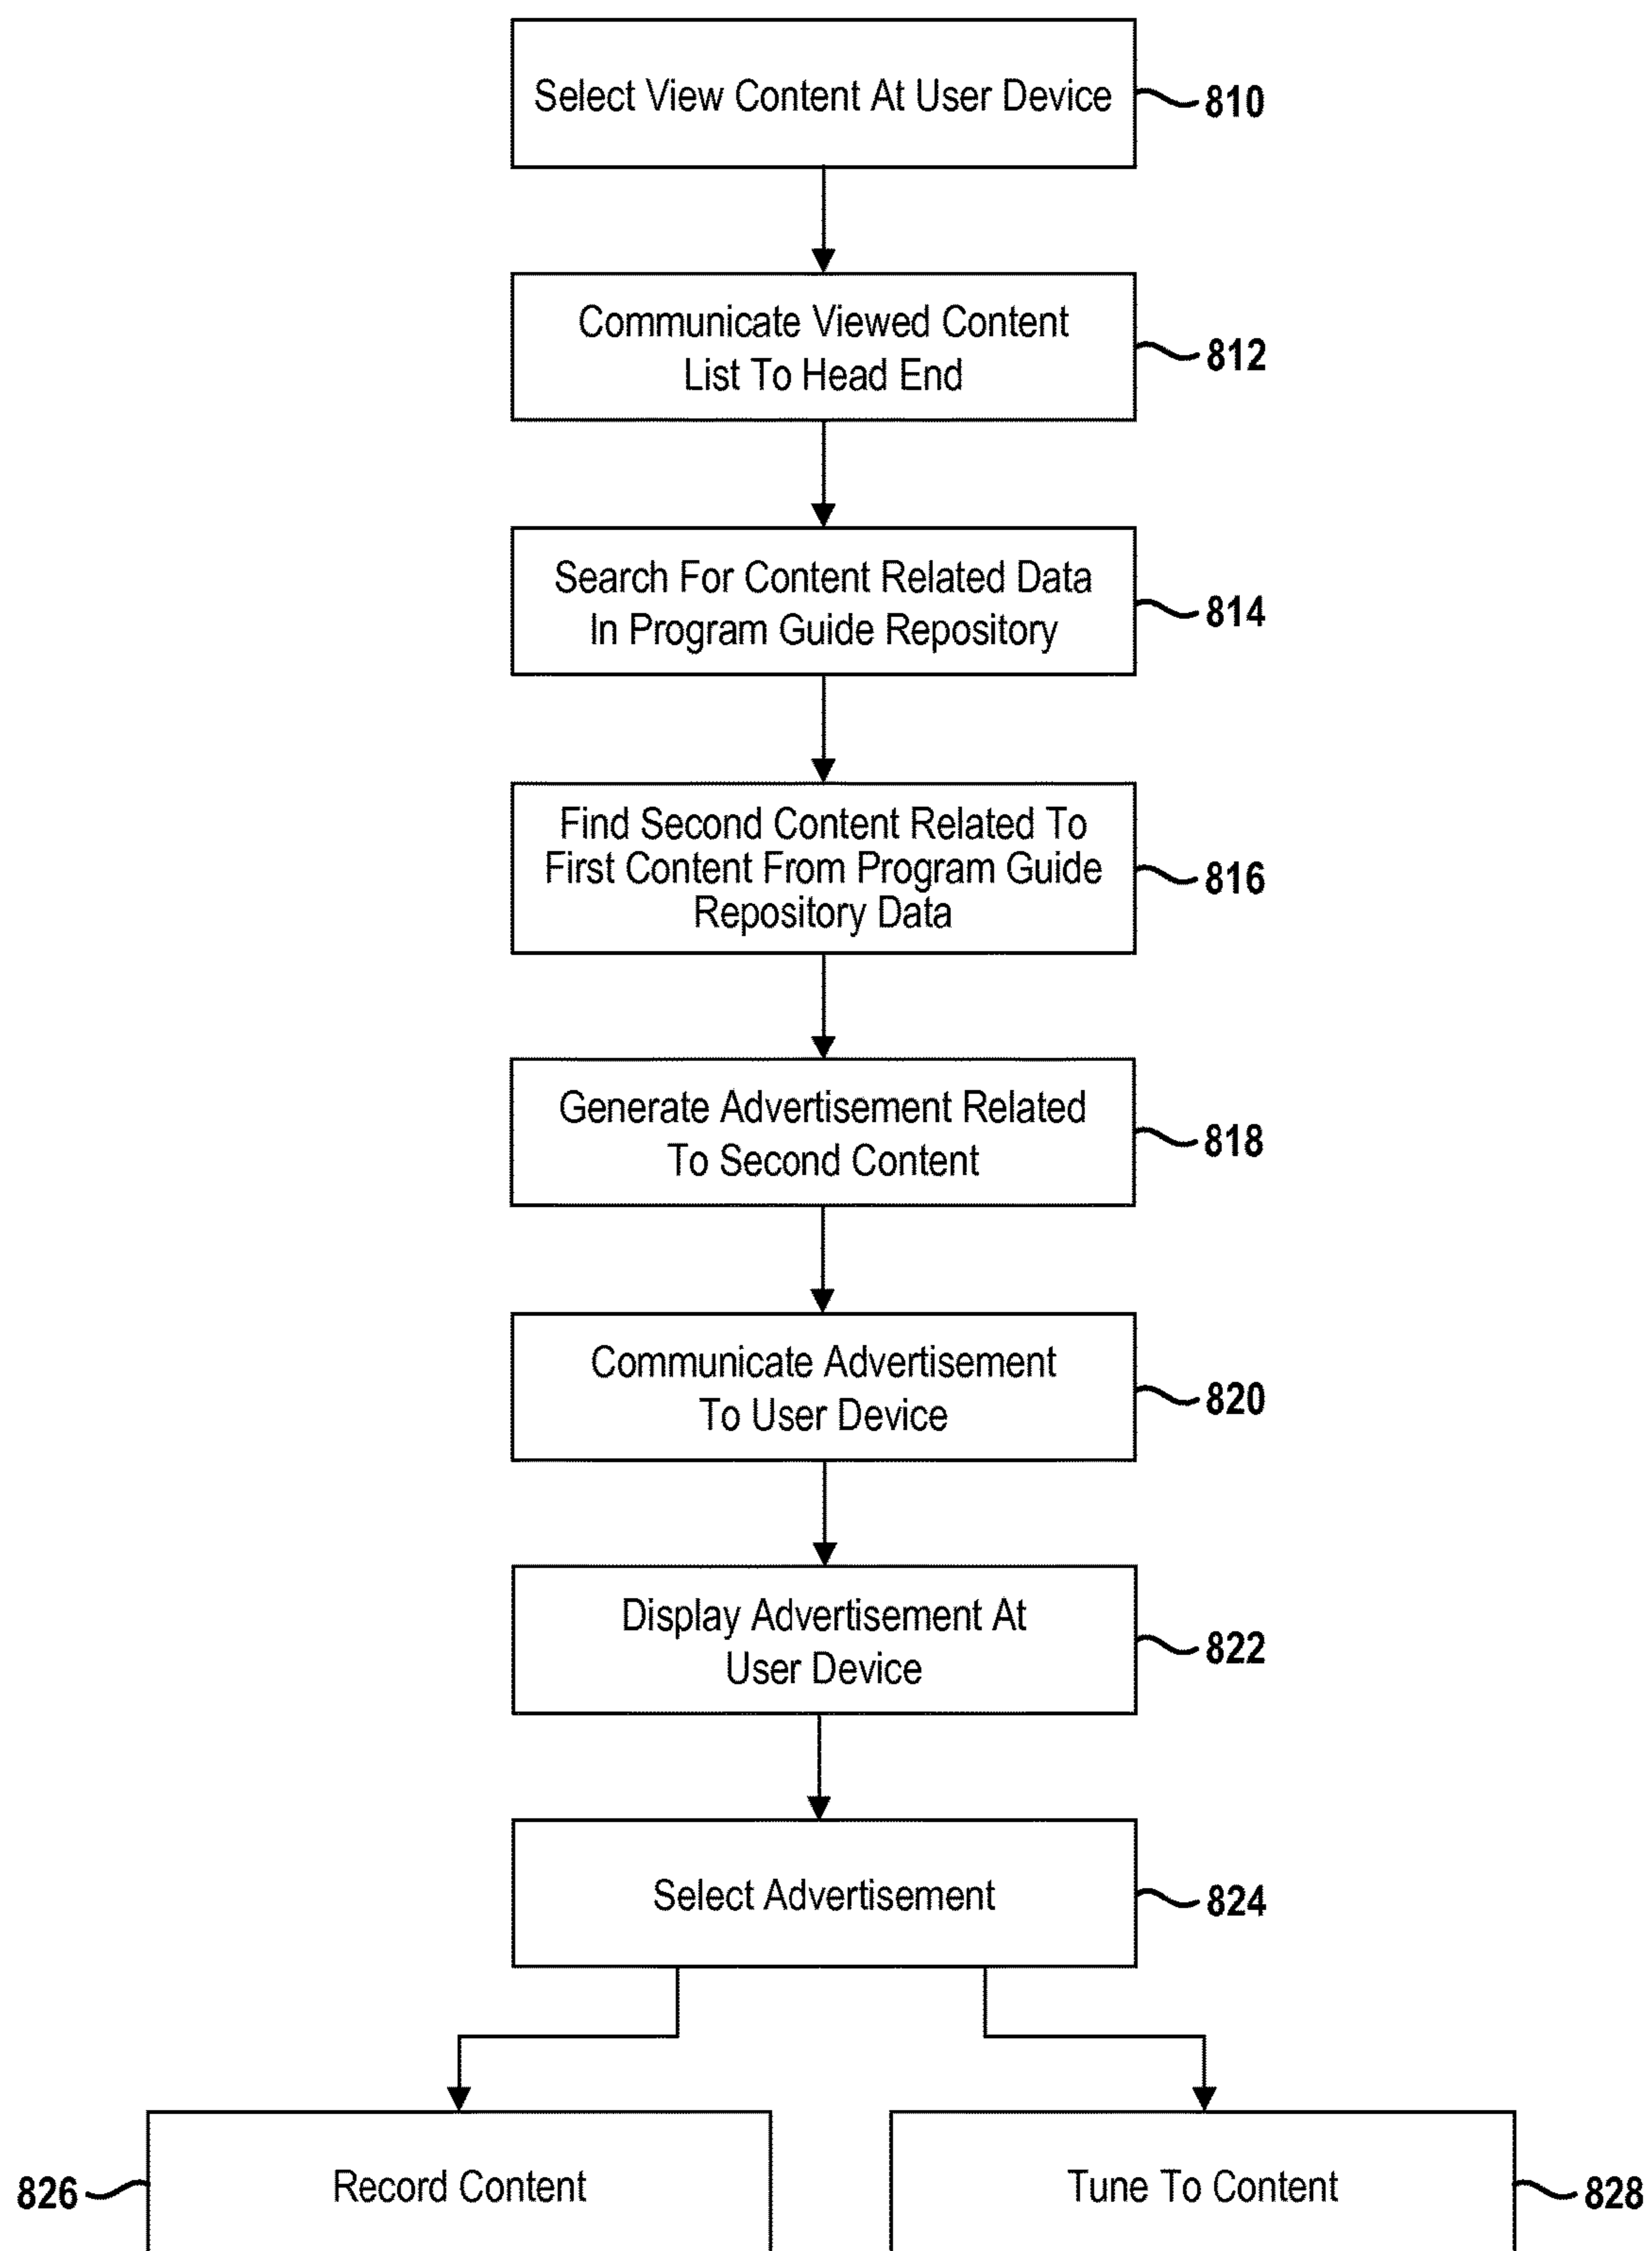 Select View Content At User Device
810
Communicate Viewed Content
List To Head End
812
Search For Content Related Data
In Program Guide Repository
814
Find Second Content Related To
First Content From Program Guide
Repository Data
816
Generate Advertisement Related
To Second Content
818
Communicate Advertisement
To User Device
820
Display Advertisement At
User Device
822
Select Advertisement
824
826
Record Content
Tune To Content
828